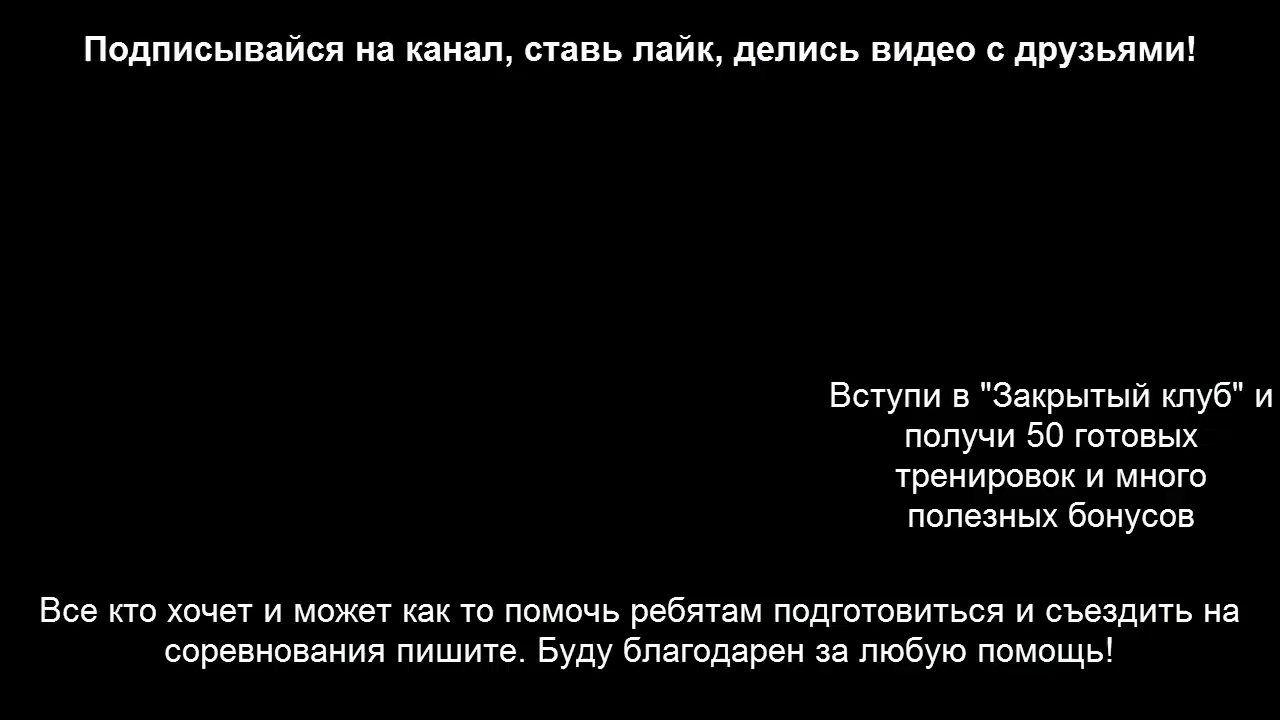 Подписывайся на канал, ставь лайк, делись видео с друзьями!
Вступи в "Закрытый клуб" и
получи 50 готовых
тренировок и много
полезных бонусов
Все кто хочет и может как то помочь ребятам подготовиться и съездить на
соревнования пишите. Буду благодарен за любую помощь!